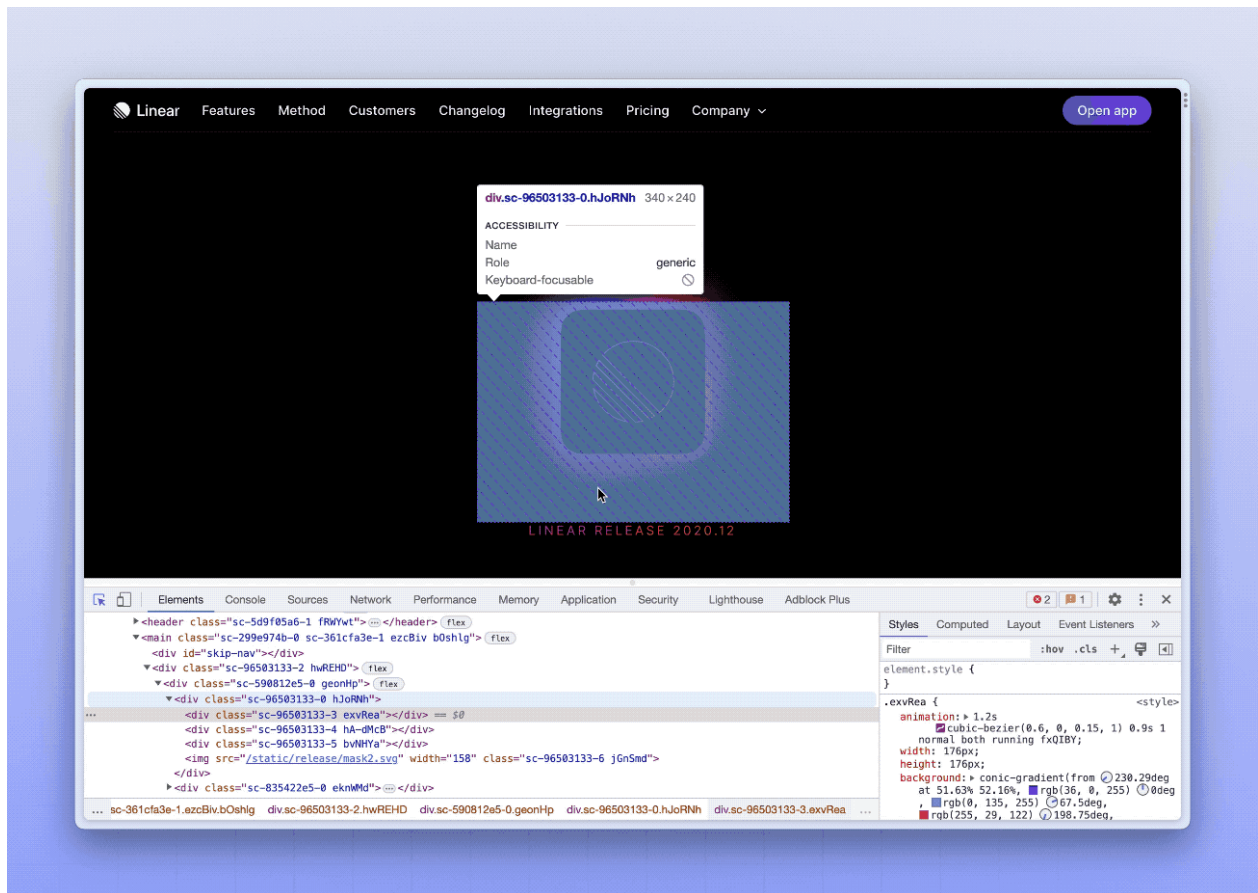 Linear Features Method Customers Changelog Integrations Pricing Company Open app
div.sc-96503133-0.hJoRNh 340 × 240
ACCESSIBILITY
Name
Role generic
Keyboard-focusable
LINEAR RELEASE 2020.12
Elements Console Sources Network Performance Memory Application Security Lighthouse Adblock Plus 2 1
<header class="sc-5d9f05a6-1 fRWYwt">…</header> flex
<main class="sc-299e974b-0 sc-361cfa3e-1 ezcBiv bOshlg"> flex
<div id="skip-nav"></div>
<div class="sc-96503133-2 hwREHD"> flex
<div class="sc-590812e5-0 geonHp"> flex
<div class="sc-96503133-0 hJoRNh">
… <div class="sc-96503133-3 exvRea"></div> == $0
<div class="sc-96503133-4 hA-dMcB"></div>
<div class="sc-96503133-5 bvNHYa"></div>
<img src="/static/release/mask2.svg" width="158" class="sc-96503133-6 jGnSmd">
</div>
<div class="sc-835422e5-0 eknWMd">…</div>
… sc-361cfa3e-1.ezcBiv.bOshlg div.sc-96503133-2.hwREHD div.sc-590812e5-0.geonHp div.sc-96503133-0.hJoRNh div.sc-96503133-3.exvRea …
Styles Computed Layout Event Listeners »
Filter :hov .cls +
element.style {
}
.exvRea { <style>
animation: 1.2s
cubic-bezier(0.6, 0, 0.15, 1) 0.9s 1
normal both running fxQIBY;
width: 176px;
height: 176px;
background: conic-gradient(from 230.29deg
at 51.63% 52.16%, rgb(36, 0, 255) 0deg
, rgb(0, 135, 255) 67.5deg,
rgb(255, 29, 122) 198.75deg,